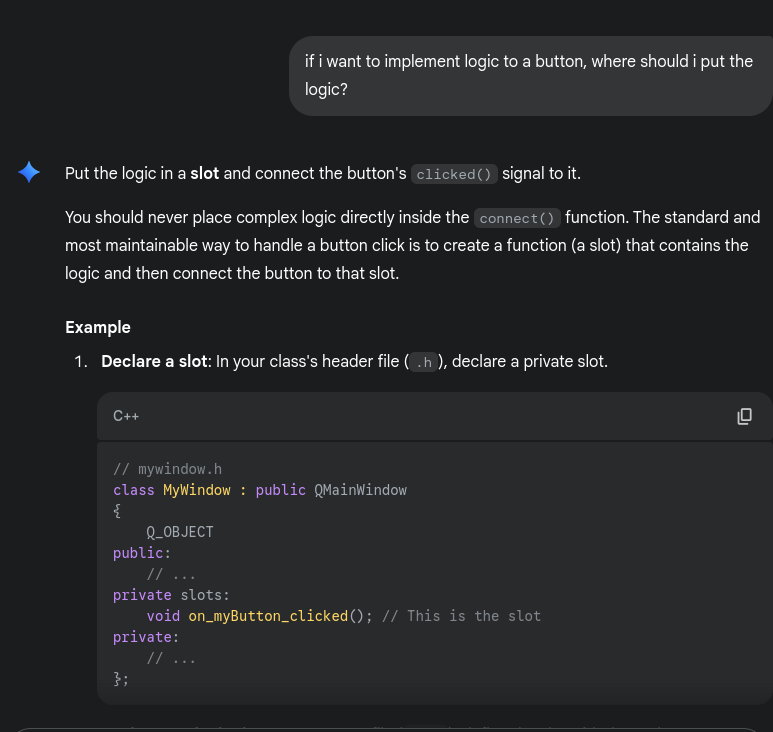 if i want to implement logic to a button, where should i put the
logic?
Put the logic in a slot and connect the button's clicked() signal to it.
You should never place complex logic directly inside the connect() function. The standard and
most maintainable way to handle a button click is to create a function (a slot) that contains the
logic and then connect the button to that slot.
Example
1. Declare a slot: In your class's header file (.h), declare a private slot.
C++
// mywindow.h
class MyWindow : public QMainWindow
{
    Q_OBJECT
public:
    // ...
private slots:
    void on_myButton_clicked(); // This is the slot
private:
    // ...
};